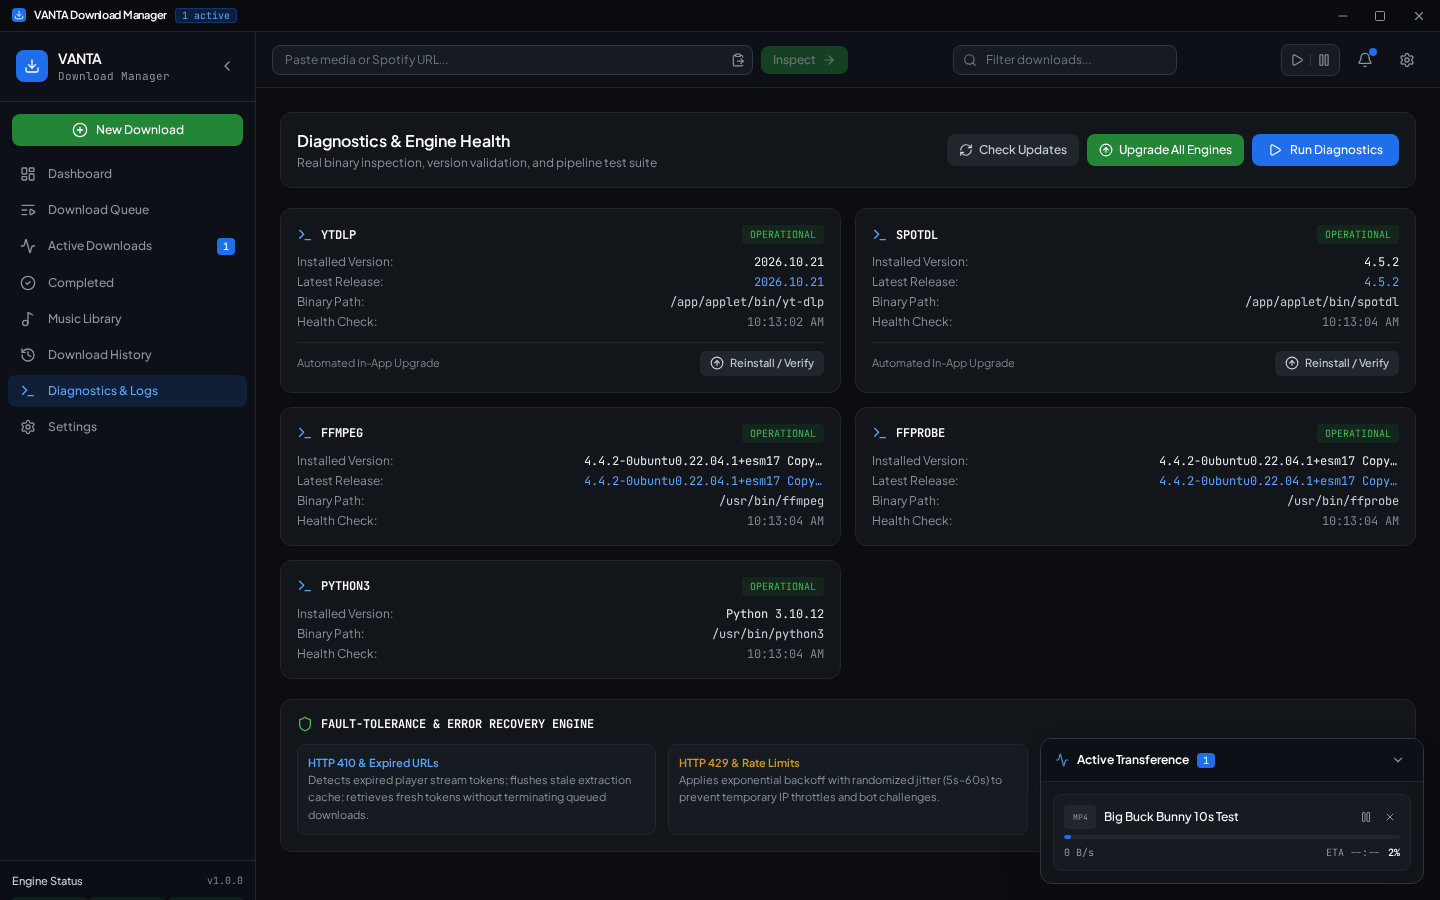 VANTA Download Manager 1 active
VANTA
Download Manager
Paste media or Spotify URL...
Inspect
Filter downloads...
New Download
Dashboard
Download Queue
Active Downloads 1
Completed
Music Library
Download History
Diagnostics & Logs
Settings
Engine Status v1.0.0
Diagnostics & Engine Health
Real binary inspection, version validation, and pipeline test suite
Check Updates
Upgrade All Engines
Run Diagnostics
YTDLP OPERATIONAL
Installed Version: 2026.10.21
Latest Release: 2026.10.21
Binary Path: /app/applet/bin/yt-dlp
Health Check: 10:13:02 AM
Automated In-App Upgrade Reinstall / Verify
SPOTDL OPERATIONAL
Installed Version: 4.5.2
Latest Release: 4.5.2
Binary Path: /app/applet/bin/spotdl
Health Check: 10:13:04 AM
Automated In-App Upgrade Reinstall / Verify
FFMPEG OPERATIONAL
Installed Version: 4.4.2-0ubuntu0.22.04.1+esm17 Copy…
Latest Release: 4.4.2-0ubuntu0.22.04.1+esm17 Copy…
Binary Path: /usr/bin/ffmpeg
Health Check: 10:13:04 AM
FFPROBE OPERATIONAL
Installed Version: 4.4.2-0ubuntu0.22.04.1+esm17 Copy…
Latest Release: 4.4.2-0ubuntu0.22.04.1+esm17 Copy…
Binary Path: /usr/bin/ffprobe
Health Check: 10:13:04 AM
PYTHON3 OPERATIONAL
Installed Version: Python 3.10.12
Binary Path: /usr/bin/python3
Health Check: 10:13:04 AM
FAULT-TOLERANCE & ERROR RECOVERY ENGINE
HTTP 410 & Expired URLs
Detects expired player stream tokens; flushes stale extraction
cache; retrieves fresh tokens without terminating queued
downloads.
HTTP 429 & Rate Limits
Applies exponential backoff with randomized jitter (5s–60s) to
prevent temporary IP throttles and bot challenges.
Active Transference 1
MP4 Big Buck Bunny 10s Test
0 B/s ETA --:-- 2%